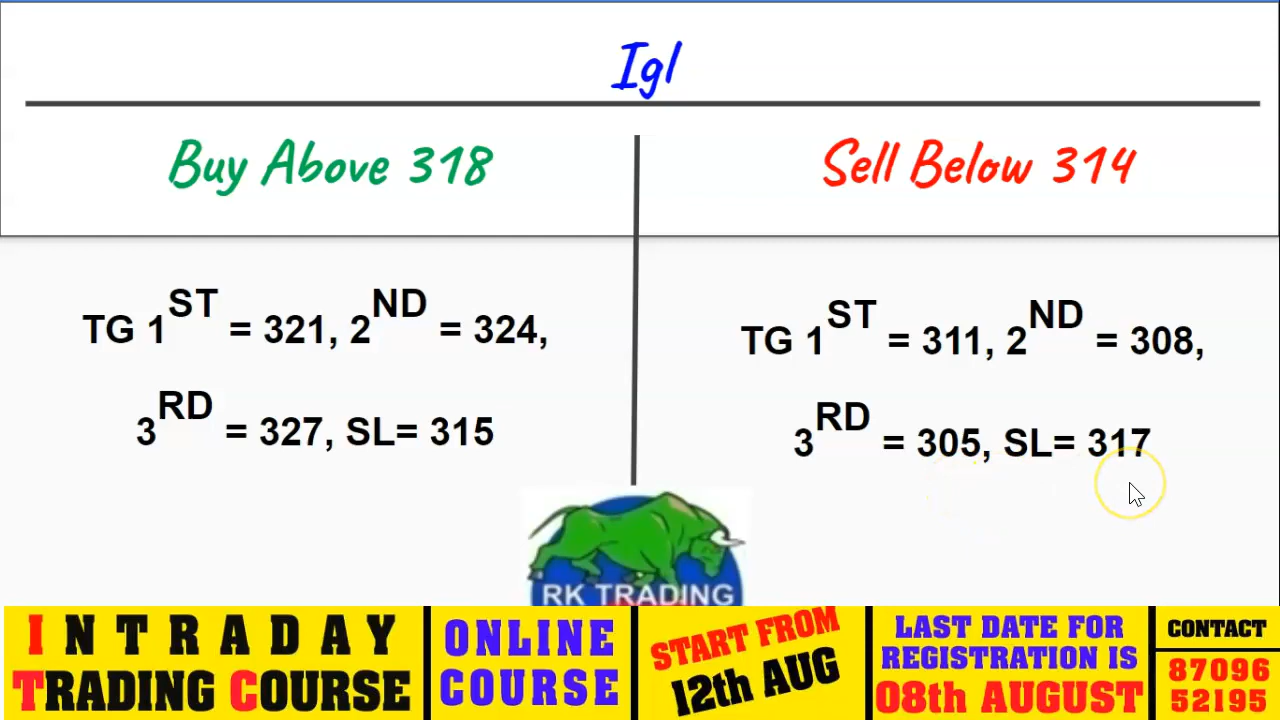 Igl
Buy Above 318
Sell Below 314
TG 1ST = 321, 2ND = 324,
3RD = 327, SL= 315
TG 1ST = 311, 2ND = 308,
3RD = 305, SL= 317
RK TRADING
INTRADAY
TRADING COURSE
ONLINE
COURSE
START FROM
12th AUG
LAST DATE FOR
REGISTRATION IS
08th AUGUST
CONTACT
87096
52195